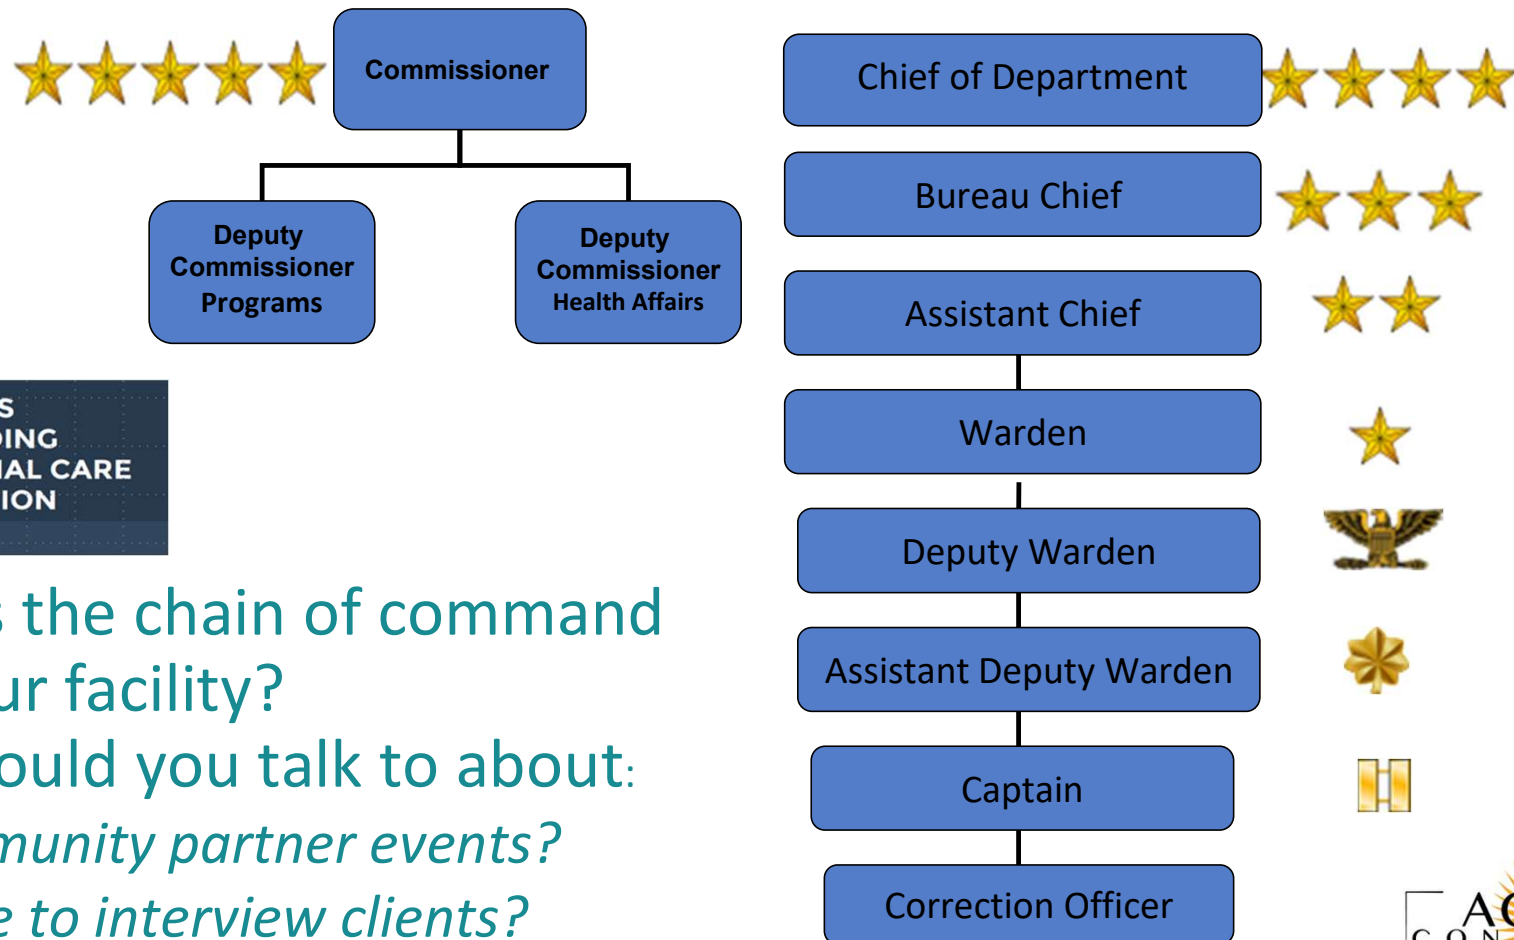 Commissioner
Deputy
Commissioner
Programs
Deputy
Commissioner
Health Affairs
Chief of Department
Bureau Chief
Assistant Chief
Warden
Deputy Warden
Assistant Deputy Warden
Captain
Correction Officer
S
DING
IAL CARE
ION
s the chain of command
ur facility?
ould you talk to about:
munity partner events?
e to interview clients?
AC
CON